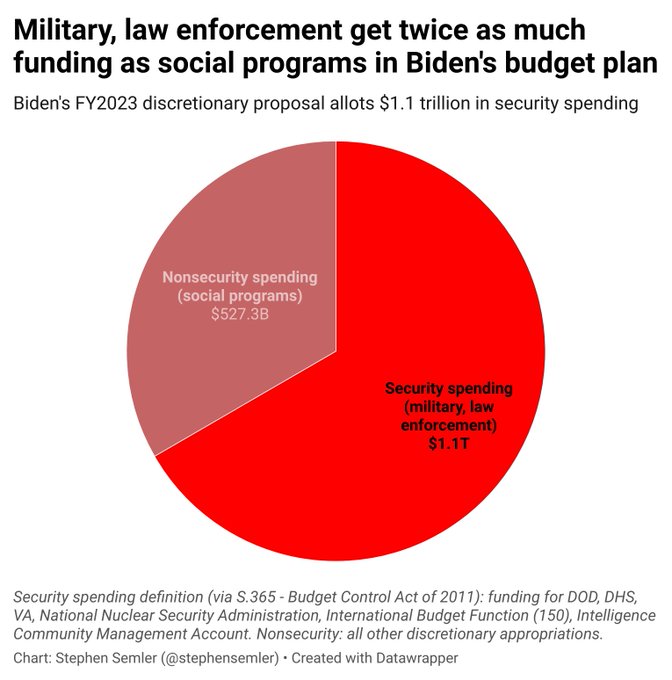 Military, law enforcement get twice as much
funding as social programs in Biden's budget plan
Biden's FY2023 discretionary proposal allots $1.1 trillion in security spending
Nonsecurity spending
(social programs)
$527.3B
Security spending
(military, law
enforcement)
$1.1T
Security spending definition (via S.365 - Budget Control Act of 2011): funding for DOD, DHS,
VA, National Nuclear Security Administration, International Budget Function (150), Intelligence
Community Management Account. Nonsecurity: all other discretionary appropriations.
Chart: Stephen Semler (@stephensemler) • Created with Datawrapper